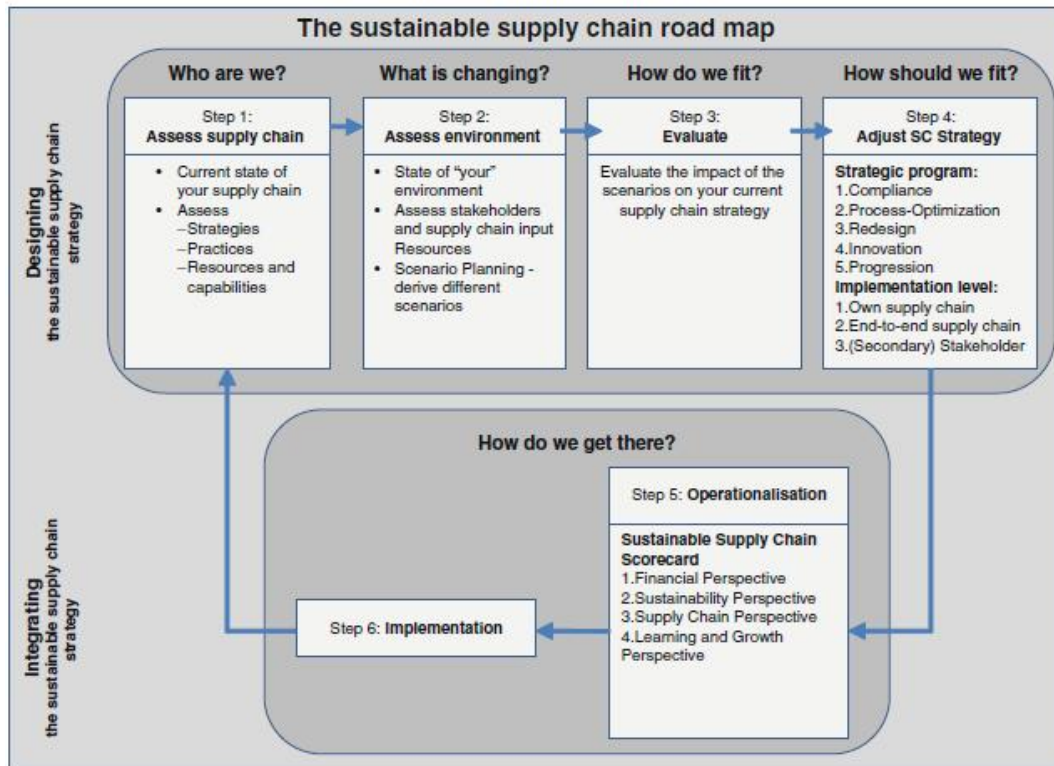 The sustainable supply chain road map
Who are we?
What is changing?
How do we fit?
How should we fit?
Designing
the sustainable supply chain
strategy
Step 1:
Assess supply chain
• Current state of
your supply chain
• Assess
–Strategies
–Practices
–Resources and
capabilities
Step 2:
Assess environment
• State of “your”
environment
• Assess stakeholders
and supply chain input
Resources
• Scenario Planning -
derive different
scenarios
Step 3:
Evaluate
Evaluate the impact of the
scenarios on your current
supply chain strategy
Step 4:
Adjust SC Strategy
Strategic program:
1.Compliance
2.Process-Optimization
3.Redesign
4.Innovation
5.Progression
Implementation level:
1.Own supply chain
2.End-to-end supply chain
3.(Secondary) Stakeholder
Integrating
the sustainable supply chain
strategy
How do we get there?
Step 5: Operationalisation
Sustainable Supply Chain
Scorecard
1.Financial Perspective
2.Sustainability Perspective
3.Supply Chain Perspective
4.Learning and Growth
Perspective
Step 6: Implementation